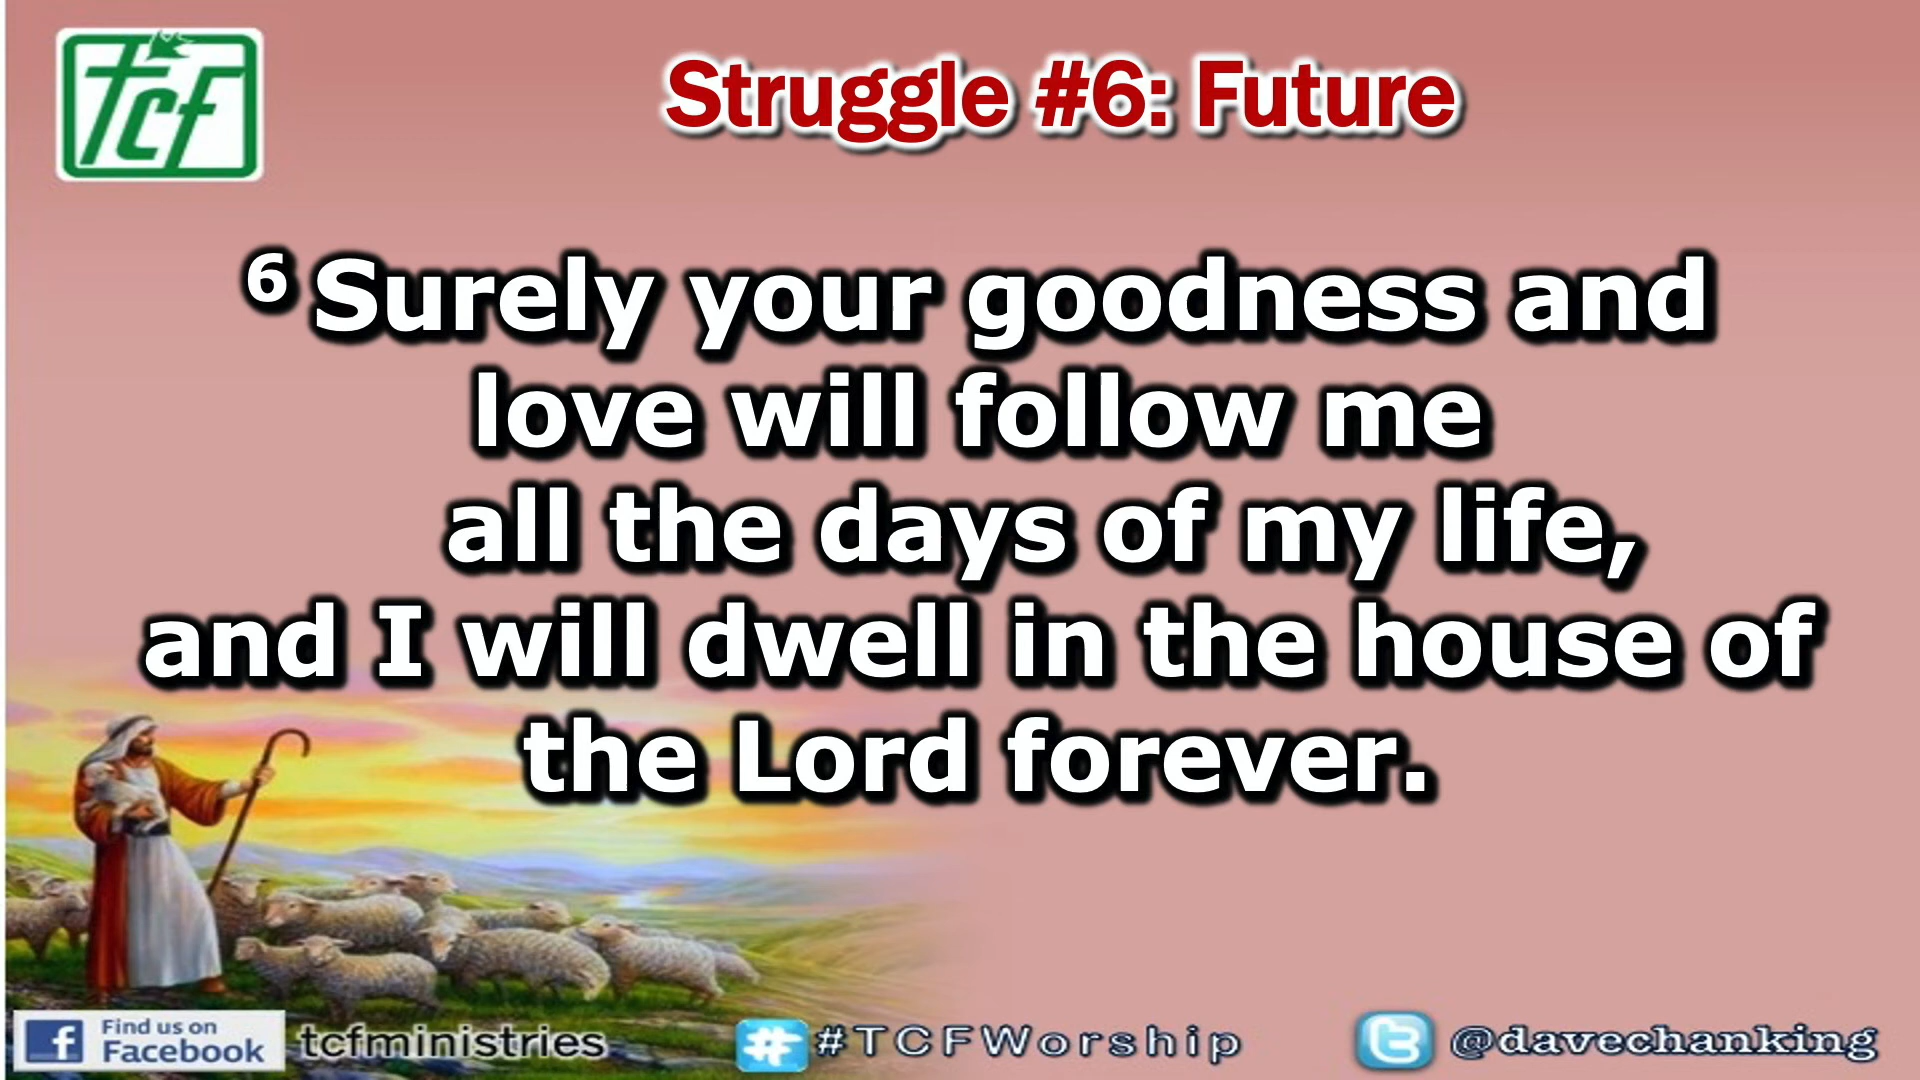 tcf
Struggle #6: Future
6 Surely your goodness and
love will follow me
all the days of my life,
and I will dwell in the house of
the Lord forever.
f Find us on
Facebook
tcfministries
# #TCFWorship
t @davechanking